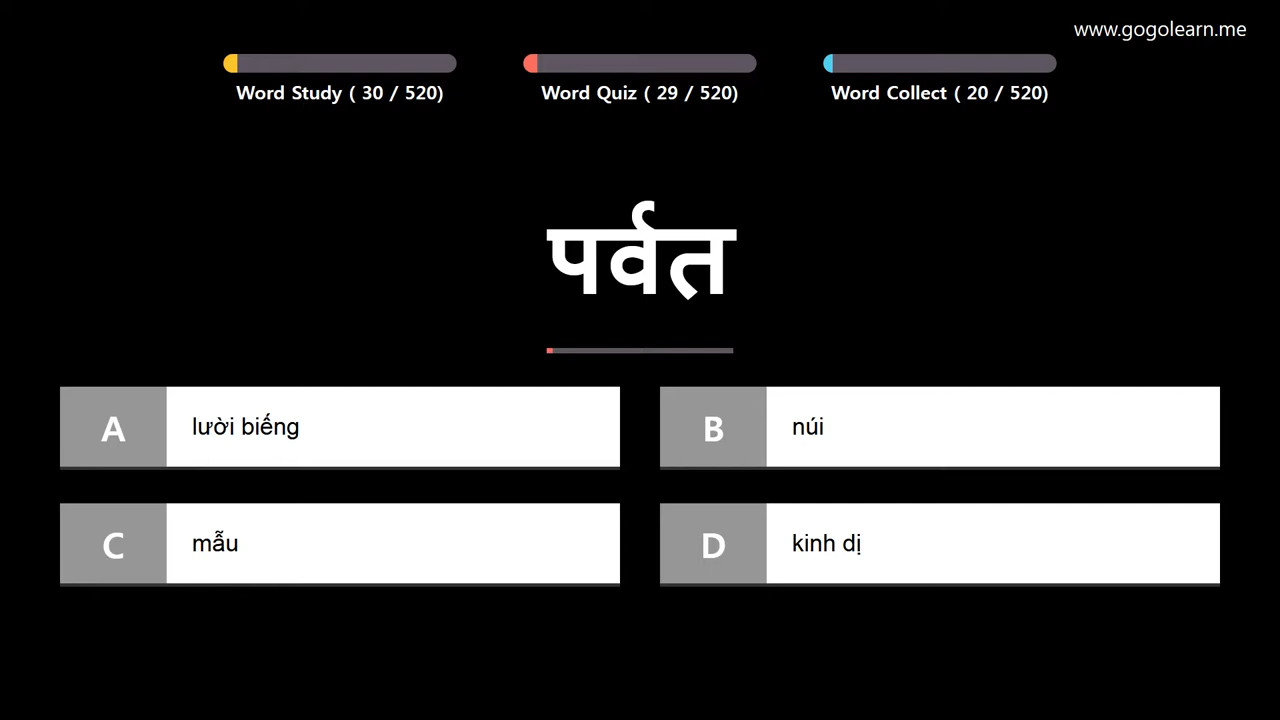 www.gogolearn.me
Word Study ( 30 / 520)
Word Quiz ( 29 / 520)
Word Collect ( 20 / 520)
पर्वत
A lười biếng
B núi
C mẫu
D kinh dị